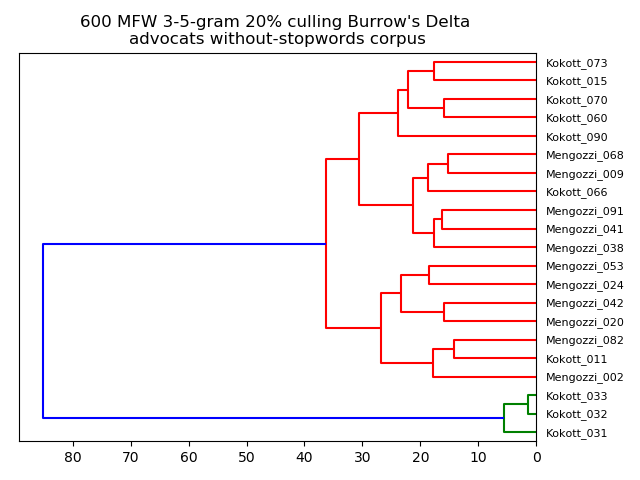 600 MFW 3-5-gram 20% culling Burrow's Delta
advocats without-stopwords corpus
Kokott_073
Kokott_015
Kokott_070
Kokott_060
Kokott_090
Mengozzi_068
Mengozzi_009
Kokott_066
Mengozzi_091
Mengozzi_041
Mengozzi_038
Mengozzi_053
Mengozzi_024
Mengozzi_042
Mengozzi_020
Mengozzi_082
Kokott_011
Mengozzi_002
Kokott_033
Kokott_032
Kokott_031
80 70 60 50 40 30 20 10 0